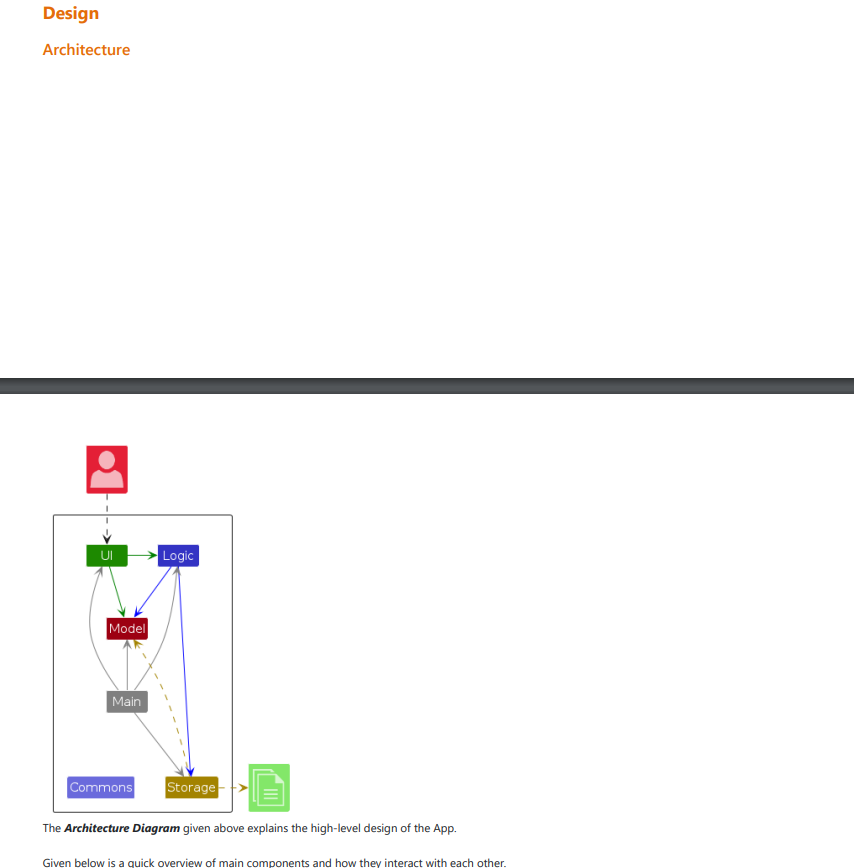 Design
Architecture
UI
Logic
Model
Main
Commons
Storage
The Architecture Diagram given above explains the high-level design of the App.
Given below is a quick overview of main components and how they interact with each other.